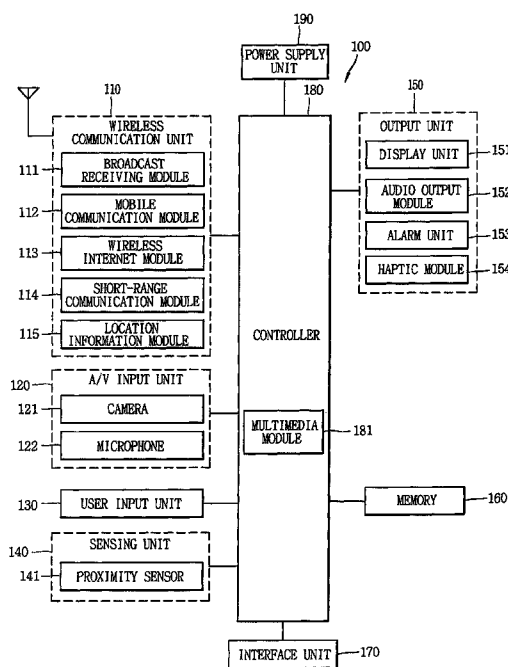 190
POWER SUPPLY
UNIT
100
110
WIRELESS
COMMUNICATION UNIT
111
BROADCAST
RECEIVING MODULE
112
MOBILE
COMMUNICATION MODULE
113
WIRELESS
INTERNET MODULE
114
SHORT-RANGE
COMMUNICATION MODULE
115
LOCATION
INFORMATION MODULE
120
A/V INPUT UNIT
121
CAMERA
122
MICROPHONE
130
USER INPUT UNIT
140
SENSING UNIT
141
PROXIMITY SENSOR
180
CONTROLLER
MULTIMEDIA
MODULE
181
150
OUTPUT UNIT
DISPLAY UNIT
151
AUDIO OUTPUT
MODULE
152
ALARM UNIT
153
HAPTIC MODULE
154
MEMORY
160
INTERFACE UNIT
170